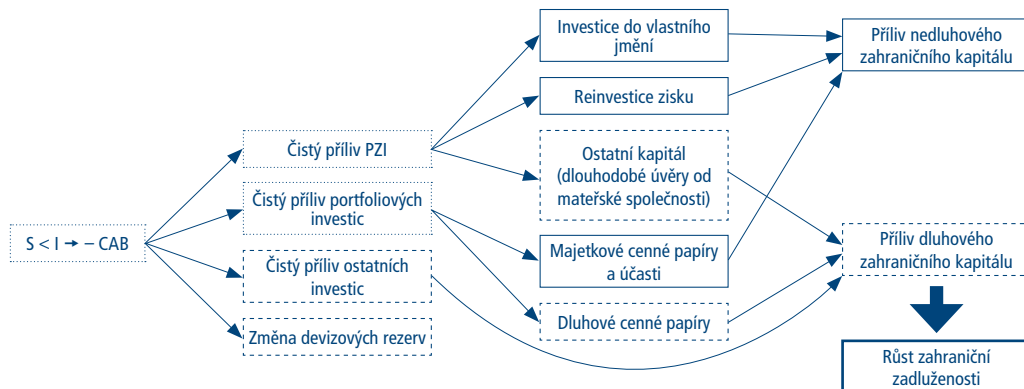 S < I → – CAB
Čistý příliv PZI
Čistý příliv portfoliových
investic
Čistý příliv ostatních
investic
Změna devizových rezerv
Investice do vlastního
jmění
Reinvestice zisku
Ostatní kapitál
(dlouhodobé úvěry od
mateřské společnosti)
Majetkové cenné papíry
a účasti
Dluhové cenné papíry
Příliv nedluhového
zahraničního kapitálu
Příliv dluhového
zahraničního kapitálu
Růst zahraniční
zadluženosti